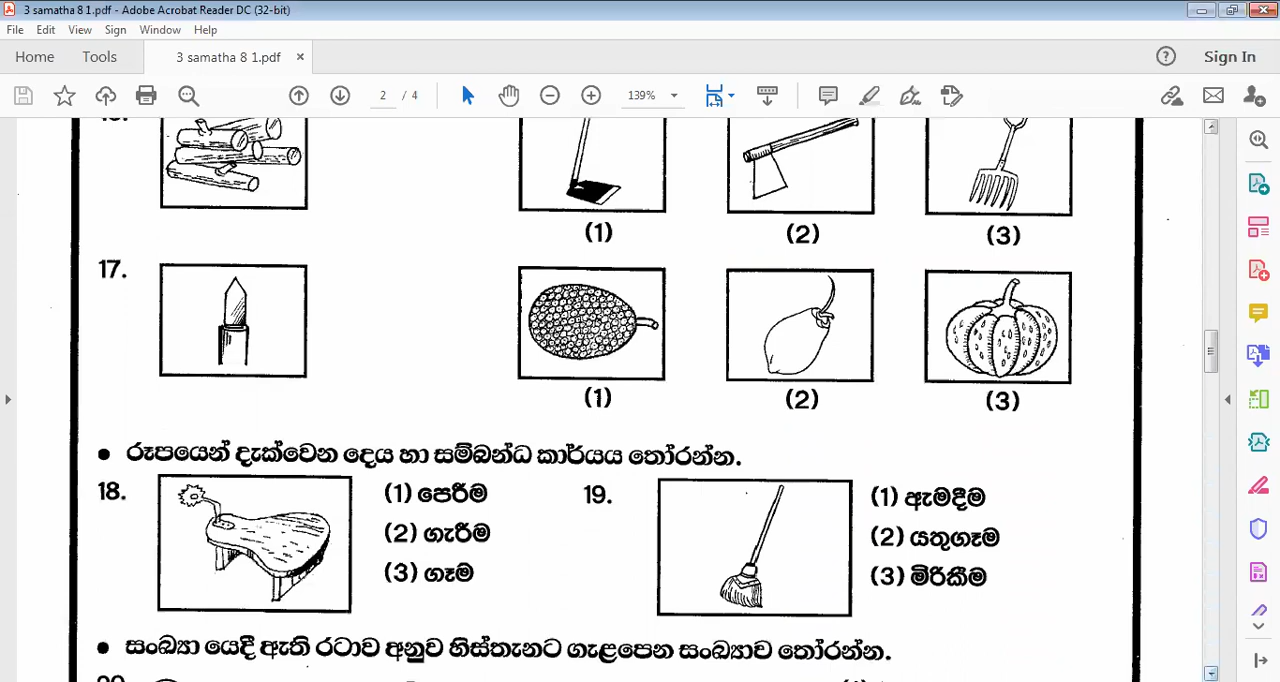 3 samatha 8 1.pdf - Adobe Acrobat Reader DC (32-bit)
File Edit View Sign Window Help
Home Tools 3 samatha 8 1.pdf × Sign In
2 / 4 139%
(1) (2) (3)
17.
(1) (2) (3)
• රූපයෙන් දැක්වෙන දෙය හා සම්බන්ධ කාර්යය තෝරන්න.
18. (1) පෙරීම 19. (1) ඇමදීම
(2) ගැරීම (2) යතුගෑම
(3) ගෑම (3) මිරිකීම
• සංඛ්‍යා යෙදී ඇති රටාව අනුව හිස්තැනට ගැළපෙන සංඛ්‍යාව තෝරන්න.